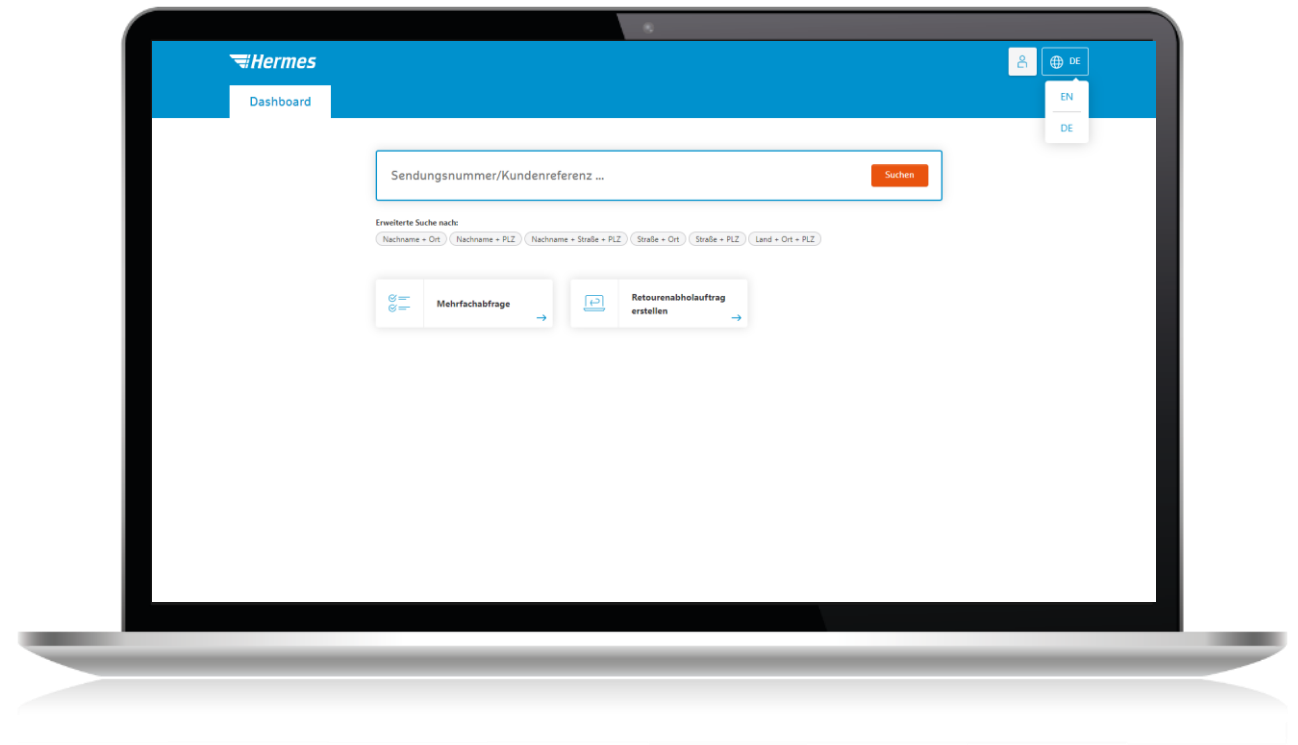 Hermes
DE
Dashboard
EN
DE
Sendungsnummer/Kundenreferenz ...
Suchen
Erweiterte Suche nach:
Nachname + Ort Nachname + PLZ Nachname + Straße + PLZ Straße + Ort Straße + PLZ Land + Ort + PLZ
Mehrfachabfrage
Retourenabholauftrag
erstellen